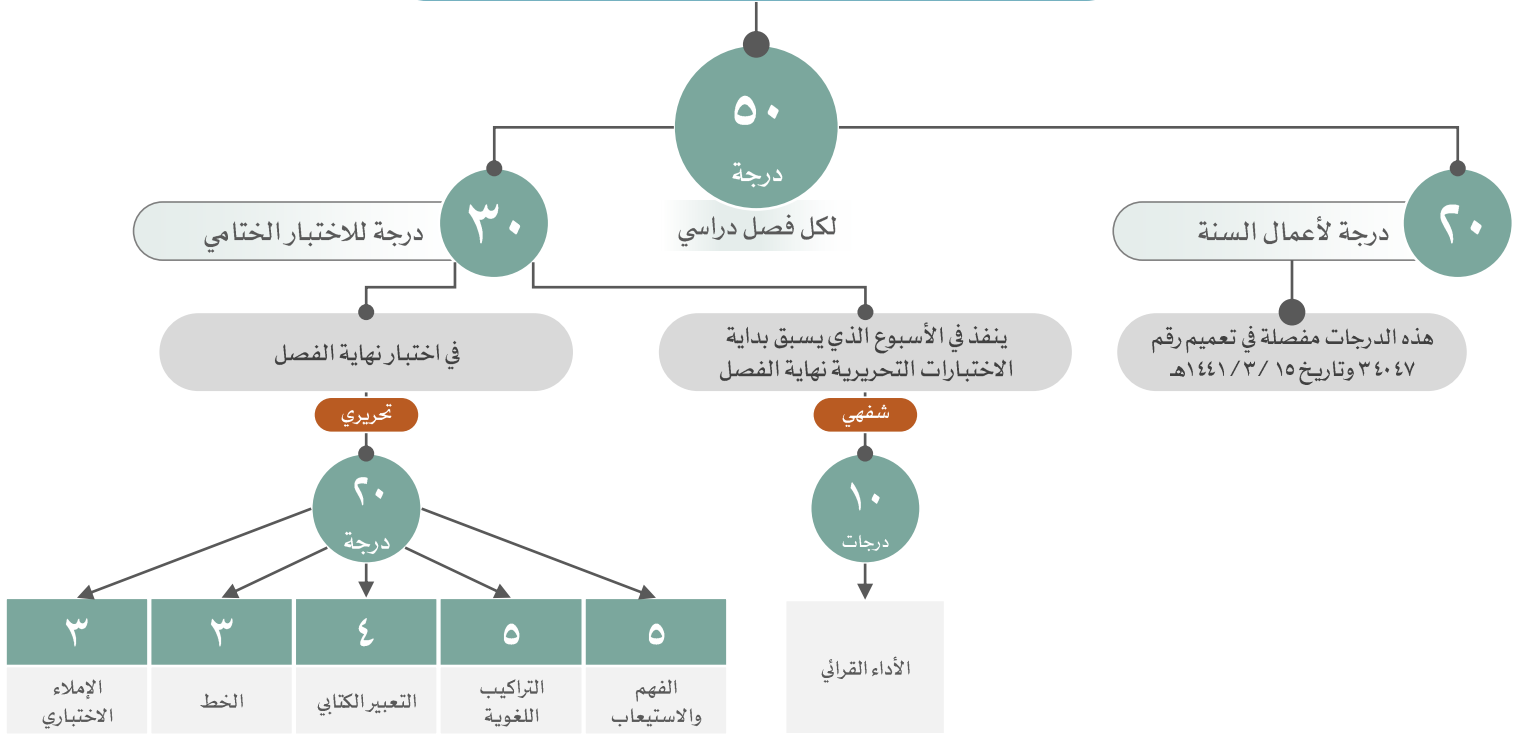 ٥٠
درجة
لكل فصل دراسي
٢٠
درجة لأعمال السنة
هذه الدرجات مفصلة في تعميم رقم
٣٤٠٤٧ وتاريخ ١٥ /٣ /١٤٤١هـ
٣٠
درجة للاختبار الختامي
ينفذ في الأسبوع الذي يسبق بداية
الاختبارات التحريرية نهاية الفصل
شفهي
١٠
درجات
الأداء القرائي
في اختبار نهاية الفصل
تحريري
٢٠
درجة
٥
الفهم
والاستيعاب
٥
التراكيب
اللغوية
٤
التعبير الكتابي
٣
الخط
٣
الإملاء
الاختباري